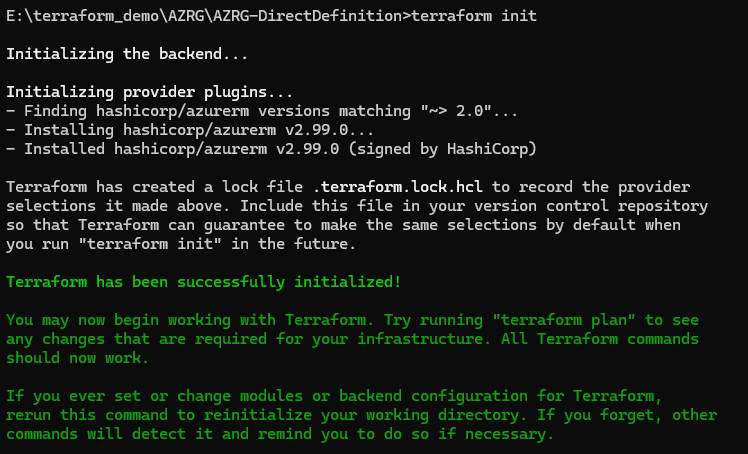 E:\terraform_demo\AZRG\AZRG-DirectDefinition>terraform init
Initializing the backend...
Initializing provider plugins...
- Finding hashicorp/azurerm versions matching "~> 2.0"...
- Installing hashicorp/azurerm v2.99.0...
- Installed hashicorp/azurerm v2.99.0 (signed by HashiCorp)
Terraform has created a lock file .terraform.lock.hcl to record the provider
selections it made above. Include this file in your version control repository
so that Terraform can guarantee to make the same selections by default when
you run "terraform init" in the future.
Terraform has been successfully initialized!
You may now begin working with Terraform. Try running "terraform plan" to see
any changes that are required for your infrastructure. All Terraform commands
should now work.
If you ever set or change modules or backend configuration for Terraform,
rerun this command to reinitialize your working directory. If you forget, other
commands will detect it and remind you to do so if necessary.